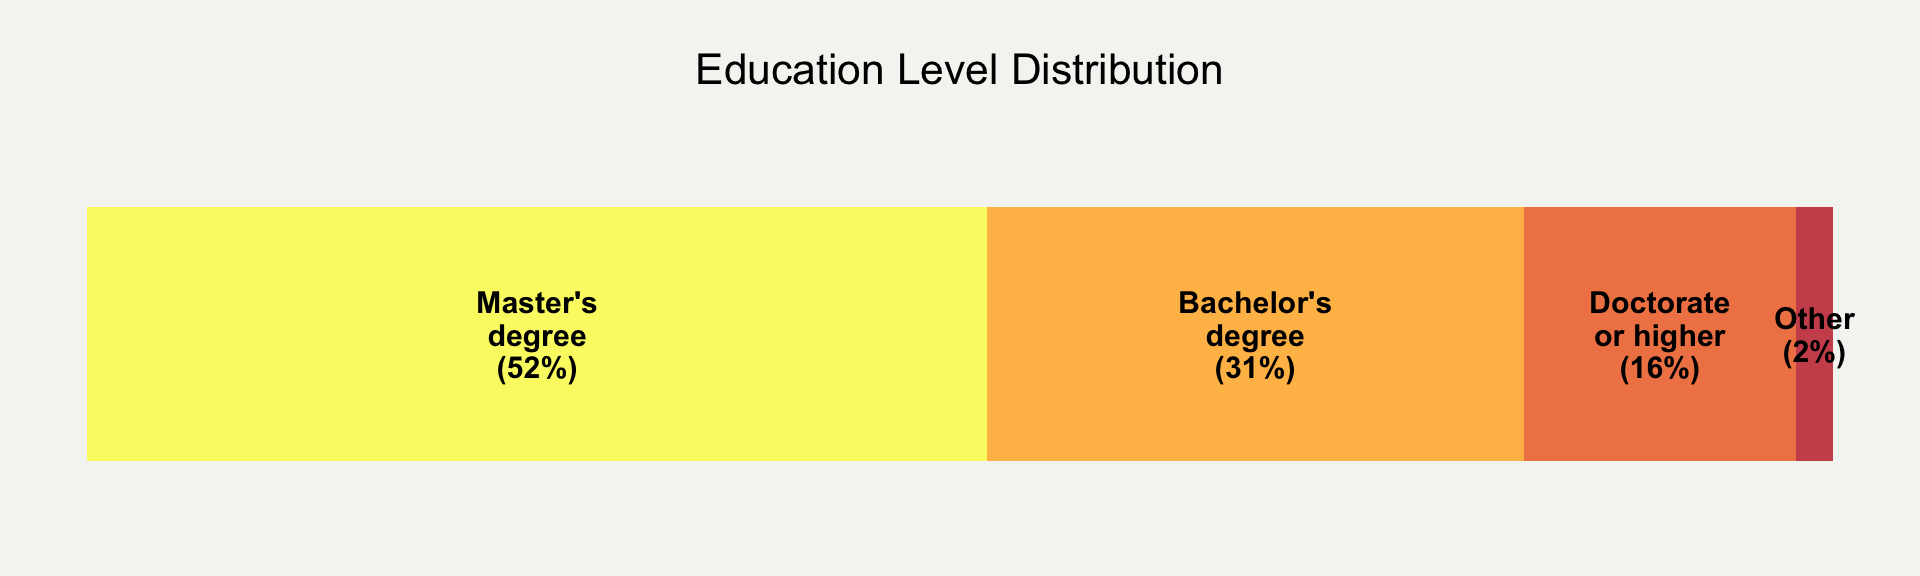 Education Level Distribution
Master's
degree
(52%)
Bachelor's
degree
(31%)
Doctorate
or higher
(16%)
Other
(2%)